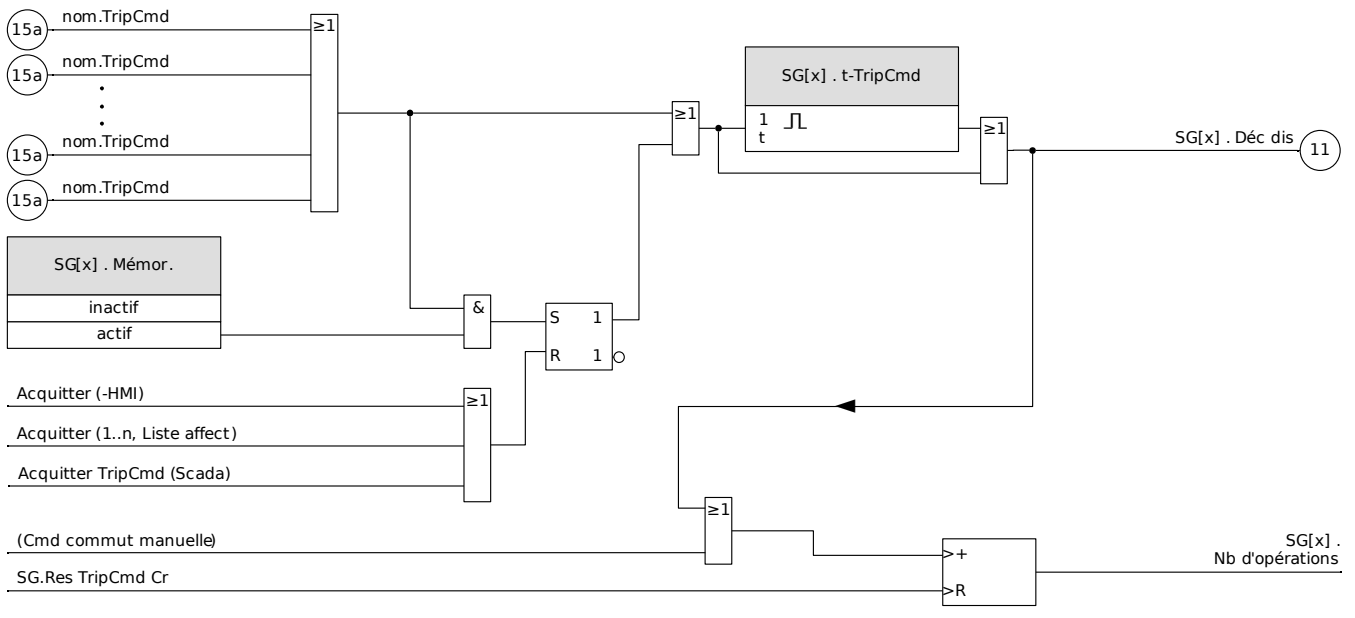 15a nom.TripCmd
≥1
15a nom.TripCmd
15a nom.TripCmd
15a nom.TripCmd
SG[x] . t-TripCmd
≥1
1
t
≥1
SG[x] . Déc dis
11
SG[x] . Mémor.
inactif
actif
&
S 1
R 1
Acquitter (-HMI)
≥1
Acquitter (1..n, Liste affect)
Acquitter TripCmd (Scada)
≥1
(Cmd commut manuelle)
SG.Res TripCmd Cr
>+
>R
SG[x] .
Nb d'opérations